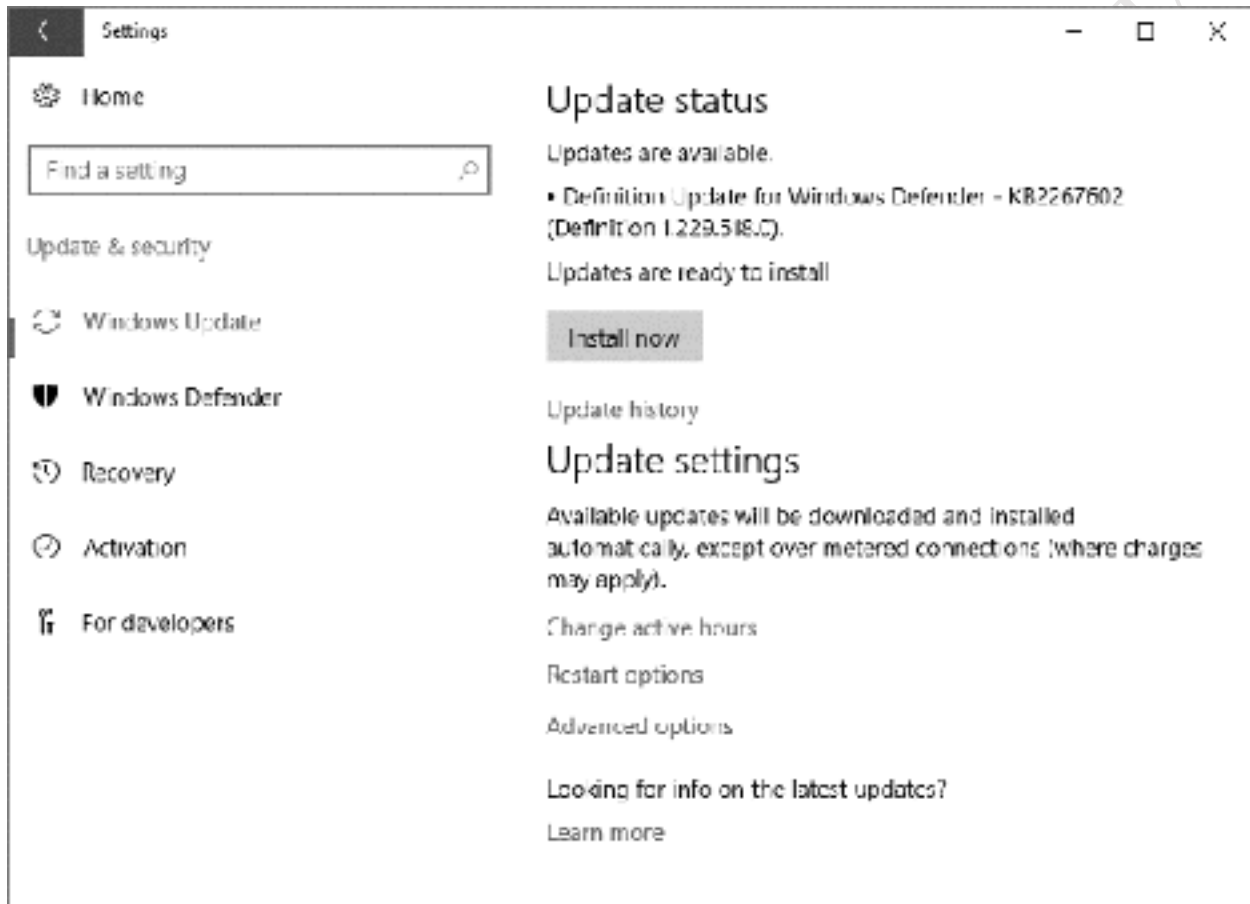 Settings
Home
Find a setting
Update & security
Windows Update
Windows Defender
Recovery
Activation
For developers
Update status
Updates are available.
• Definition Update for Windows Defender - KB2267602
(Definition 1.229.518.0).
Updates are ready to install
Install now
Update history
Update settings
Available updates will be downloaded and installed
automatically, except over metered connections (where charges
may apply).
Change active hours
Restart options
Advanced options
Looking for info on the latest updates?
Learn more